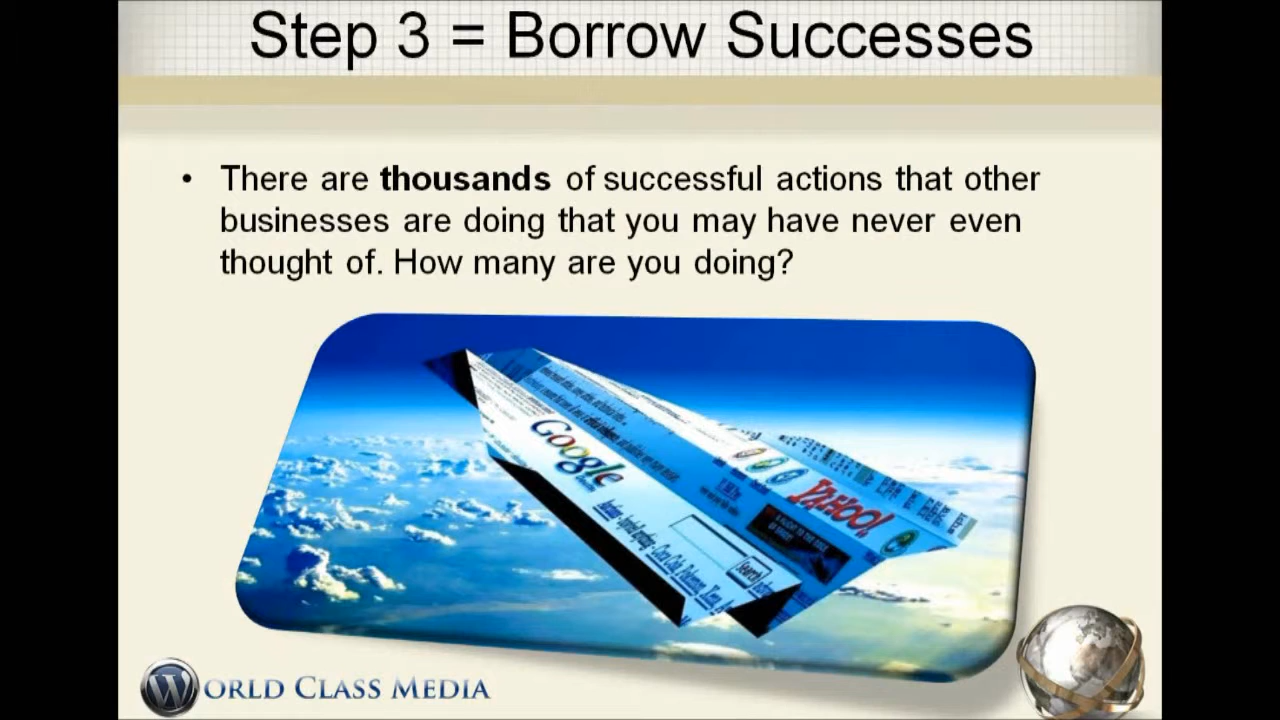 Step 3 = Borrow Successes
• There are thousands of successful actions that other
businesses are doing that you may have never even
thought of. How many are you doing?
Google
YAHOO!
Search
WORLD CLASS MEDIA